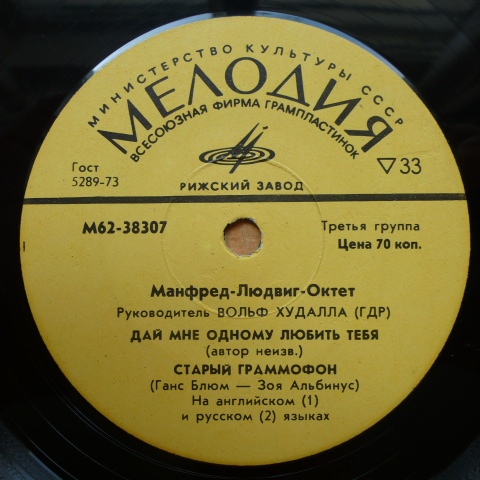 МИНИСТЕРСТВО КУЛЬТУРЫ СССР
МЕЛОДИЯ
ВСЕСОЮЗНАЯ ФИРМА ГРАМПЛАСТИНОК
Гост
5289-73
▽33
РИЖСКИЙ ЗАВОД
М62-38307
Третья группа
Цена 70 коп.
Манфред-Людвиг-Октет
Руководитель ВОЛЬФ ХУДАЛЛА (ГДР)
ДАЙ МНЕ ОДНОМУ ЛЮБИТЬ ТЕБЯ
(автор неизв.)
СТАРЫЙ ГРАММОФОН
(Ганс Блюм — Зоя Альбинус)
На английском (1)
и русском (2) языках